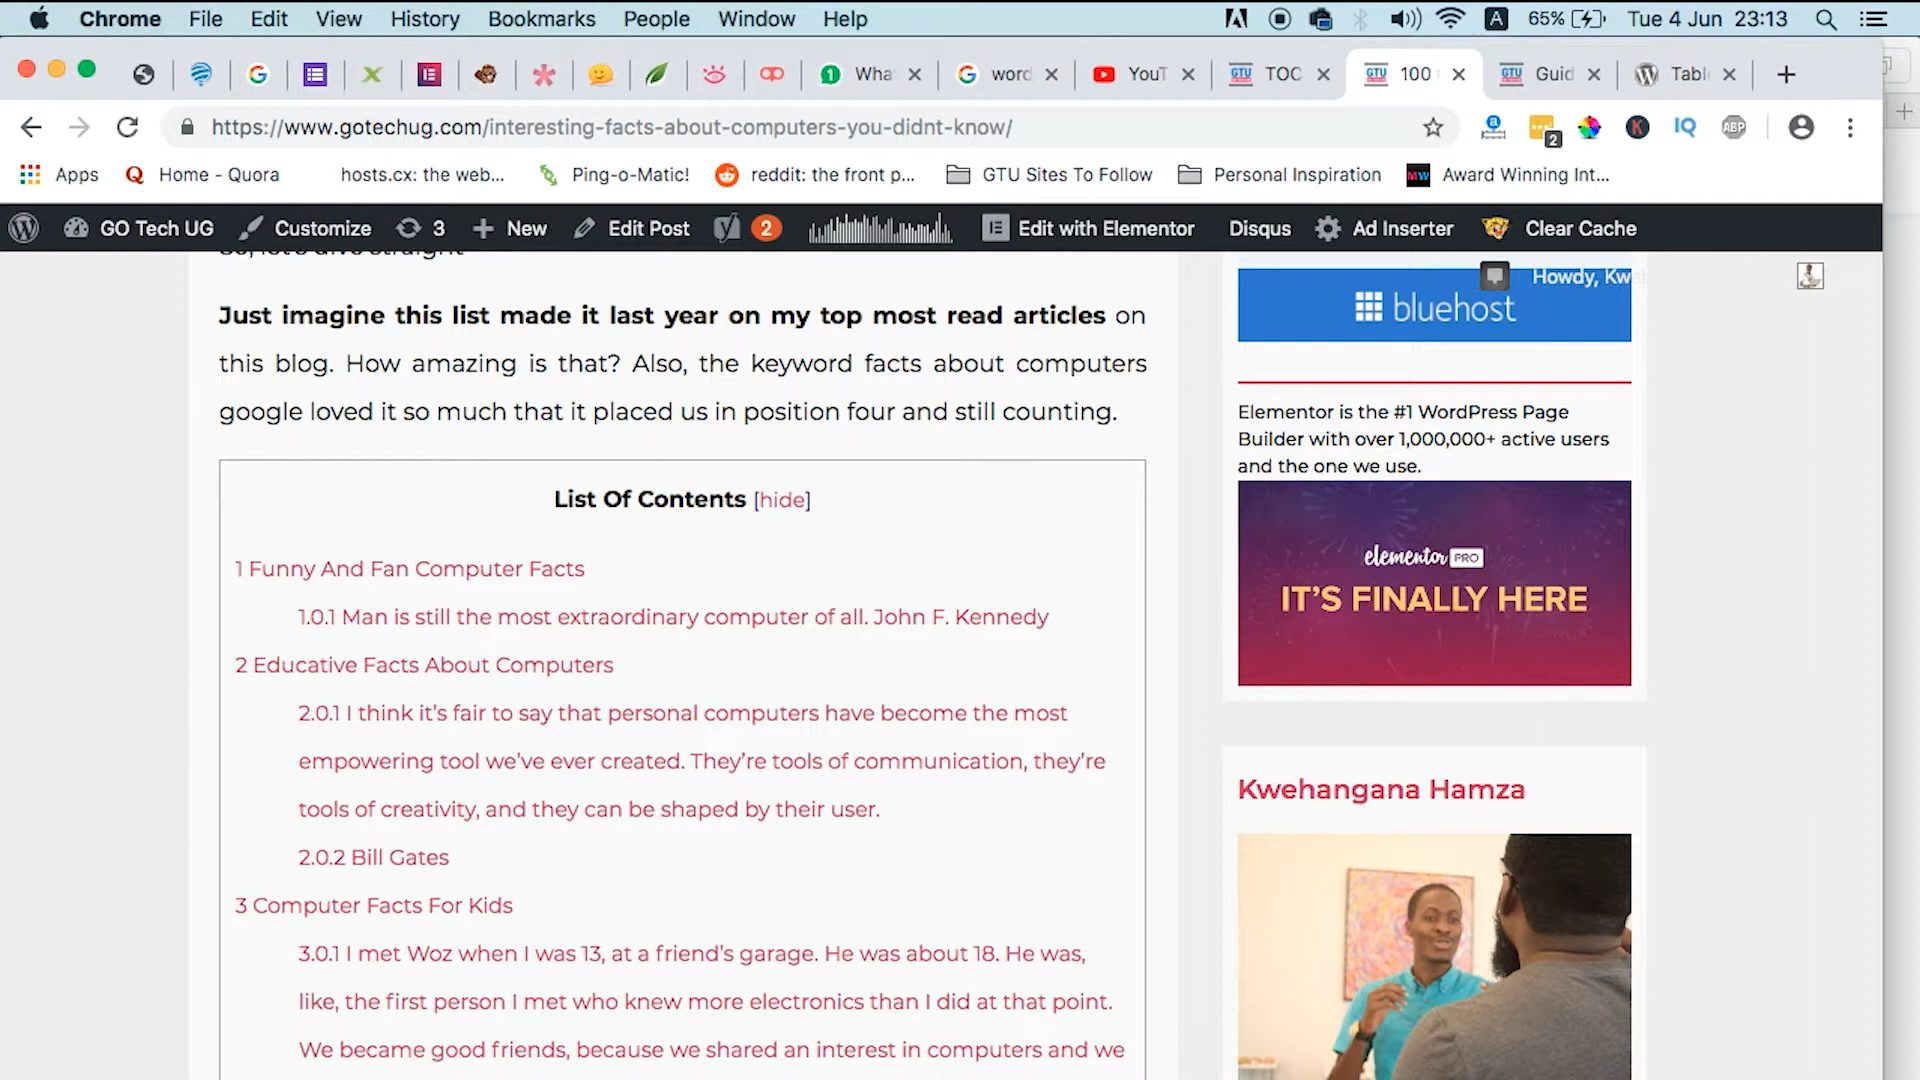 Chrome File Edit View History Bookmarks People Window Help 65% Tue 4 Jun 23:13
Wha word YouT TOC 100 Guid Tabl
https://www.gotechug.com/interesting-facts-about-computers-you-didnt-know/ 2 K IQ ABP
Apps Home - Quora hosts.cx: the web... Ping-o-Matic! reddit: the front p... GTU Sites To Follow Personal Inspiration MW Award Winning Int...
GO Tech UG Customize 3 New Edit Post 2 Edit with Elementor Disqus Ad Inserter Clear Cache
Howdy, Kw
So, let's dive straight
Just imagine this list made it last year on my top most read articles on
this blog. How amazing is that? Also, the keyword facts about computers
google loved it so much that it placed us in position four and still counting.
List Of Contents [hide]
1 Funny And Fan Computer Facts
1.0.1 Man is still the most extraordinary computer of all. John F. Kennedy
2 Educative Facts About Computers
2.0.1 I think it's fair to say that personal computers have become the most
empowering tool we've ever created. They're tools of communication, they're
tools of creativity, and they can be shaped by their user.
2.0.2 Bill Gates
3 Computer Facts For Kids
3.0.1 I met Woz when I was 13, at a friend's garage. He was about 18. He was,
like, the first person I met who knew more electronics than I did at that point.
We became good friends, because we shared an interest in computers and we
bluehost
Elementor is the #1 WordPress Page
Builder with over 1,000,000+ active users
and the one we use.
elementor PRO
IT'S FINALLY HERE
Kwehangana Hamza